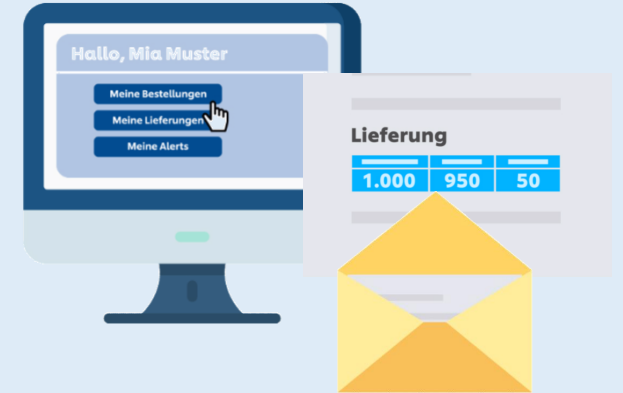 Hallo, Mia Muster
Meine Bestellungen
Meine Lieferungen
Meine Alerts
Lieferung
1.000 950 50